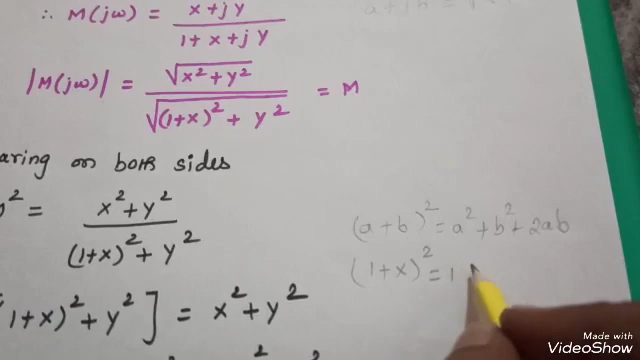 ∴ M(jω) = x+jy / 1+x+jy
|M(jω)| = √x²+y² / √(1+x)²+y² = M
aring on both sides
² = x²+y² / (1+x)²+y²
1+x)²+y²] = x²+y²
(a+b)² = a²+b²+2ab
(1+x)² = 1
Made with
VideoShow